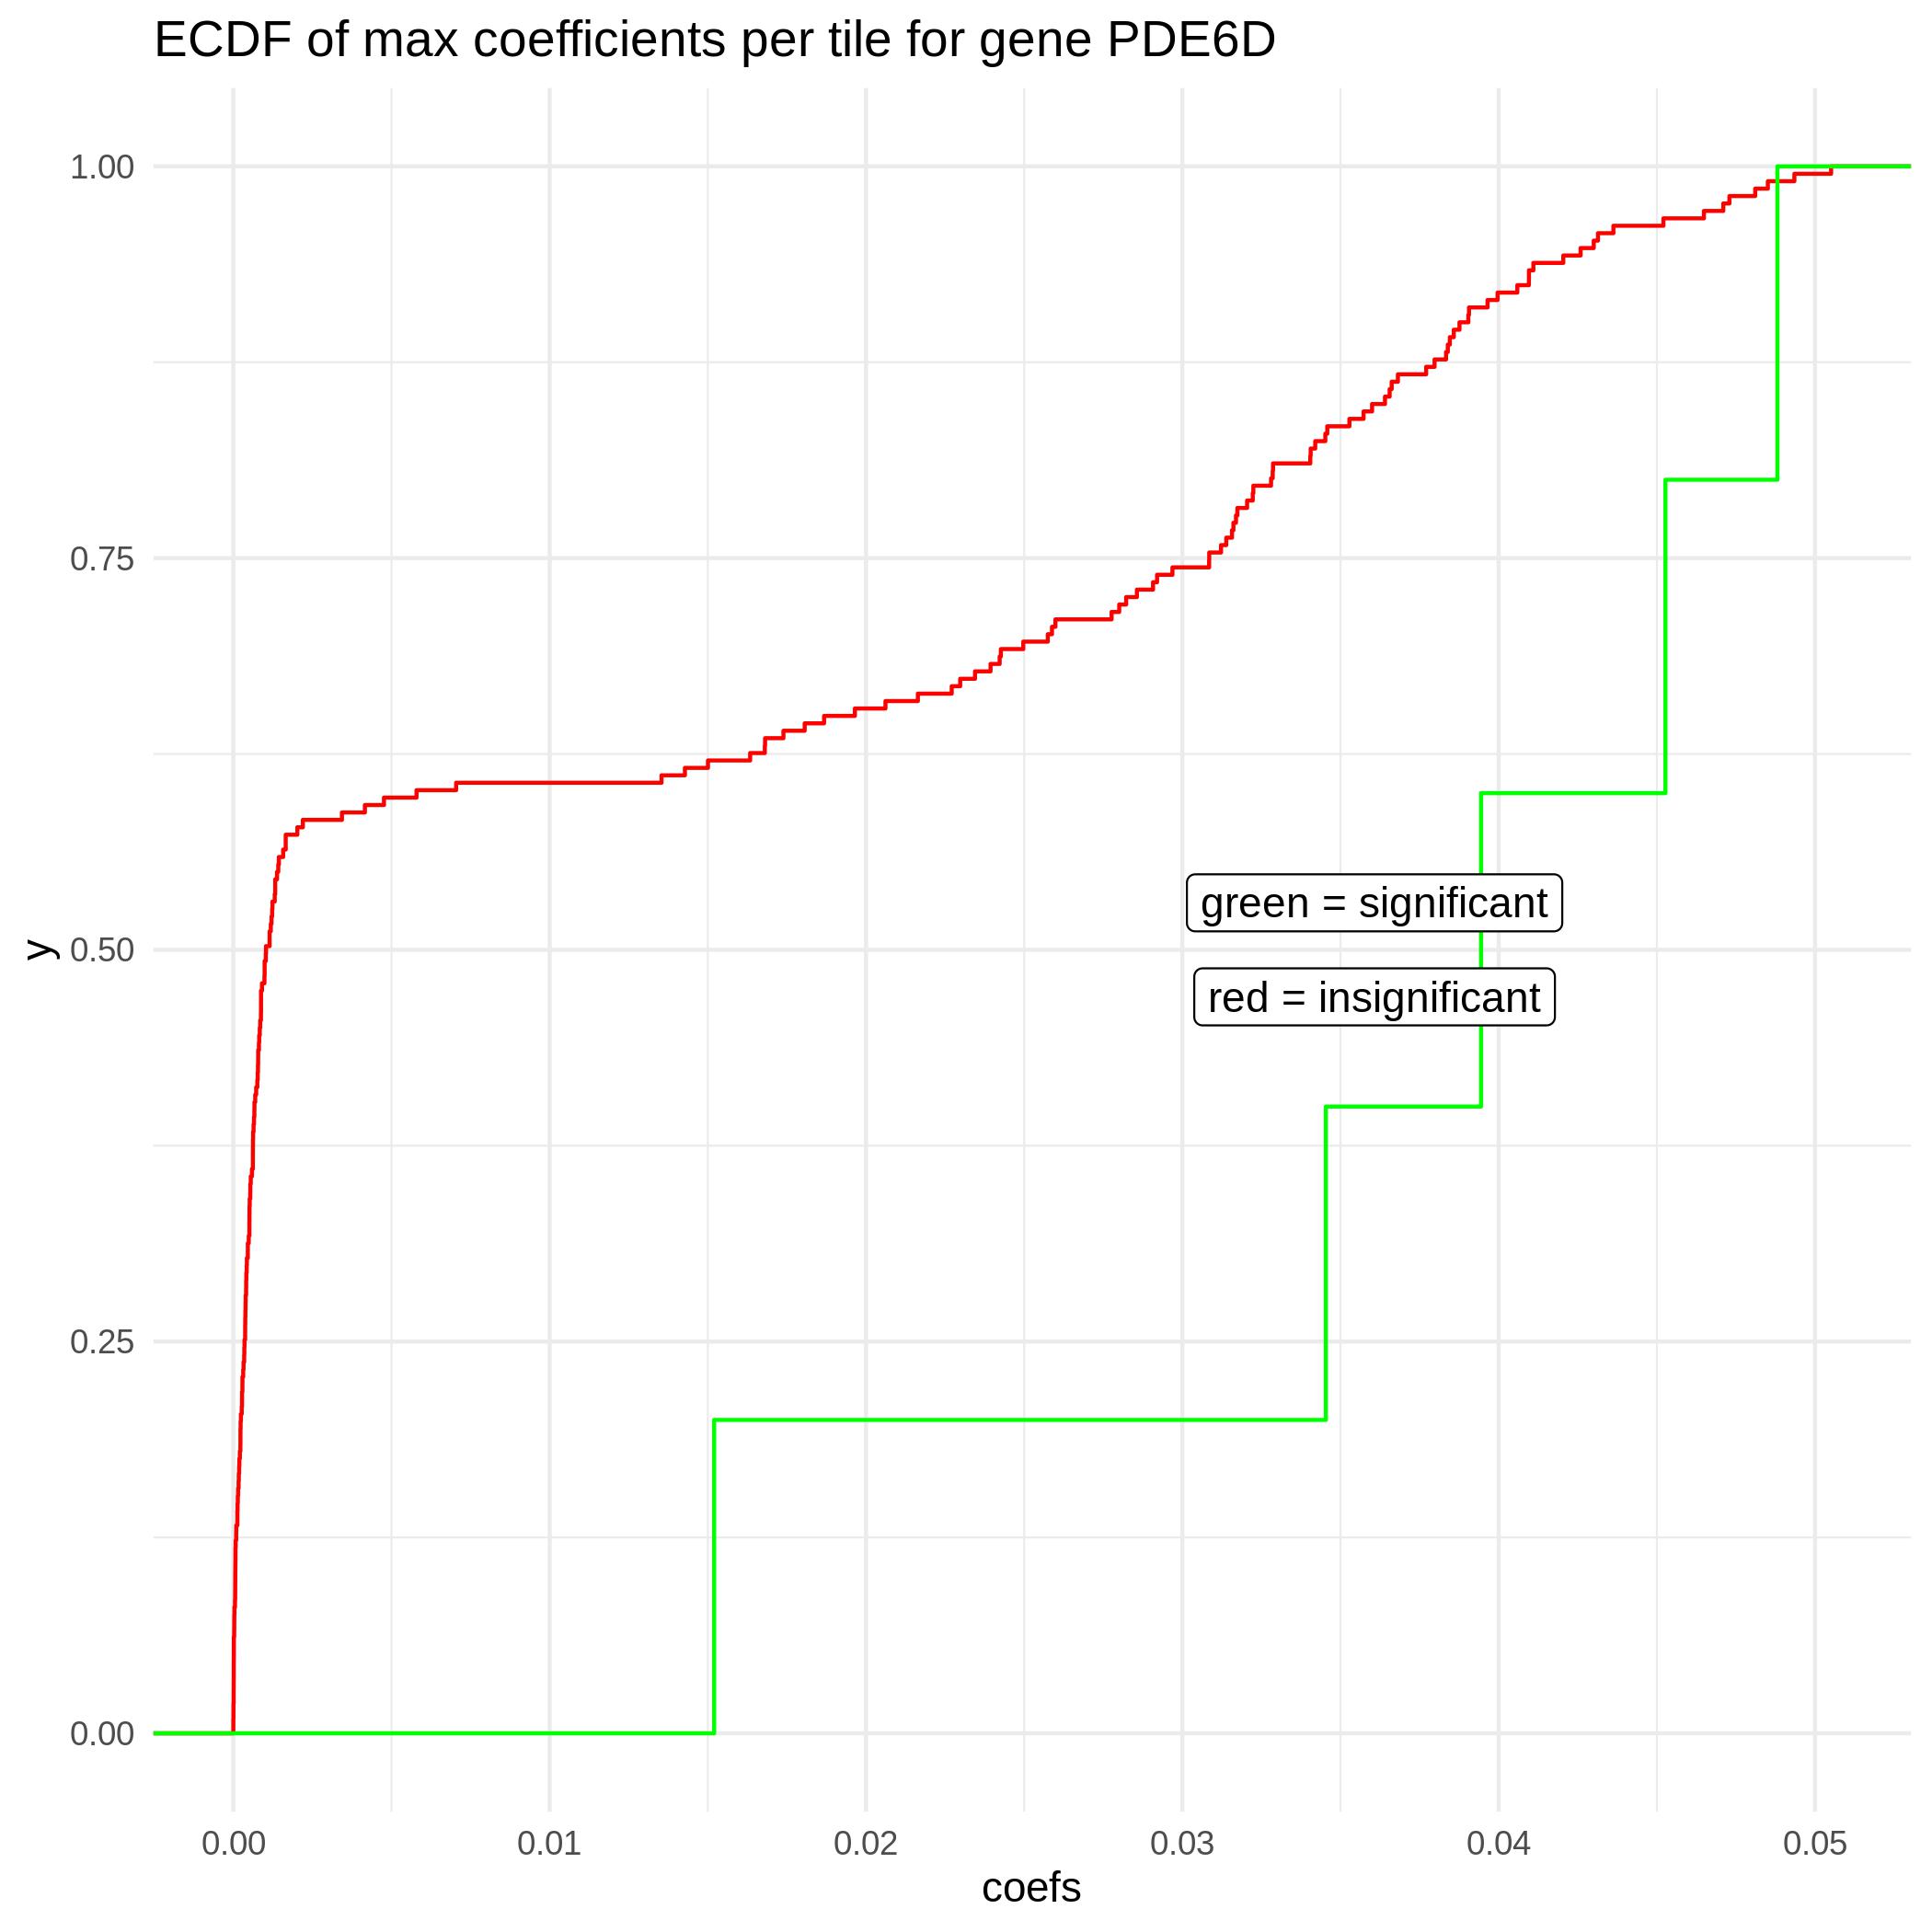 ECDF of max coefficients per tile for gene PDE6D
1.00
0.75
0.50
0.25
0.00
y
green = significant
red = insignificant
0.00 0.01 0.02 0.03 0.04 0.05
coefs